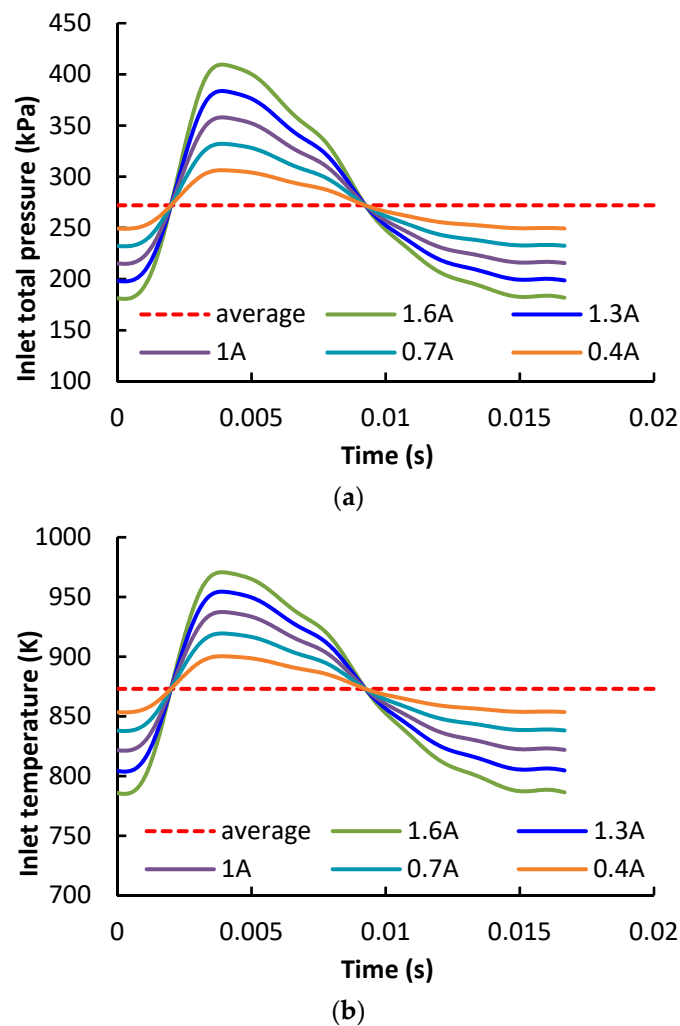 Inlet total pressure (kPa)
450
400
350
300
250
200
150
100
average 1.6A 1.3A
1A 0.7A 0.4A
0 0.005 0.01 0.015 0.02
Time (s)
(a)
Inlet temperature (K)
1000
950
900
850
800
750
700
average 1.6A 1.3A
1A 0.7A 0.4A
0 0.005 0.01 0.015 0.02
Time (s)
(b)